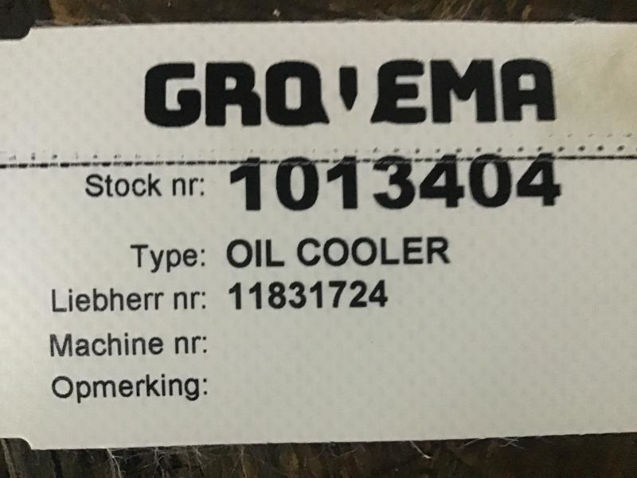 GRO'EMA
Stock nr: 1013404
Type: OIL COOLER
Liebherr nr: 11831724
Machine nr:
Opmerking: